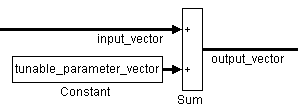 input_vector
+
tunable_parameter_vector
+
output_vector
Constant
Sum